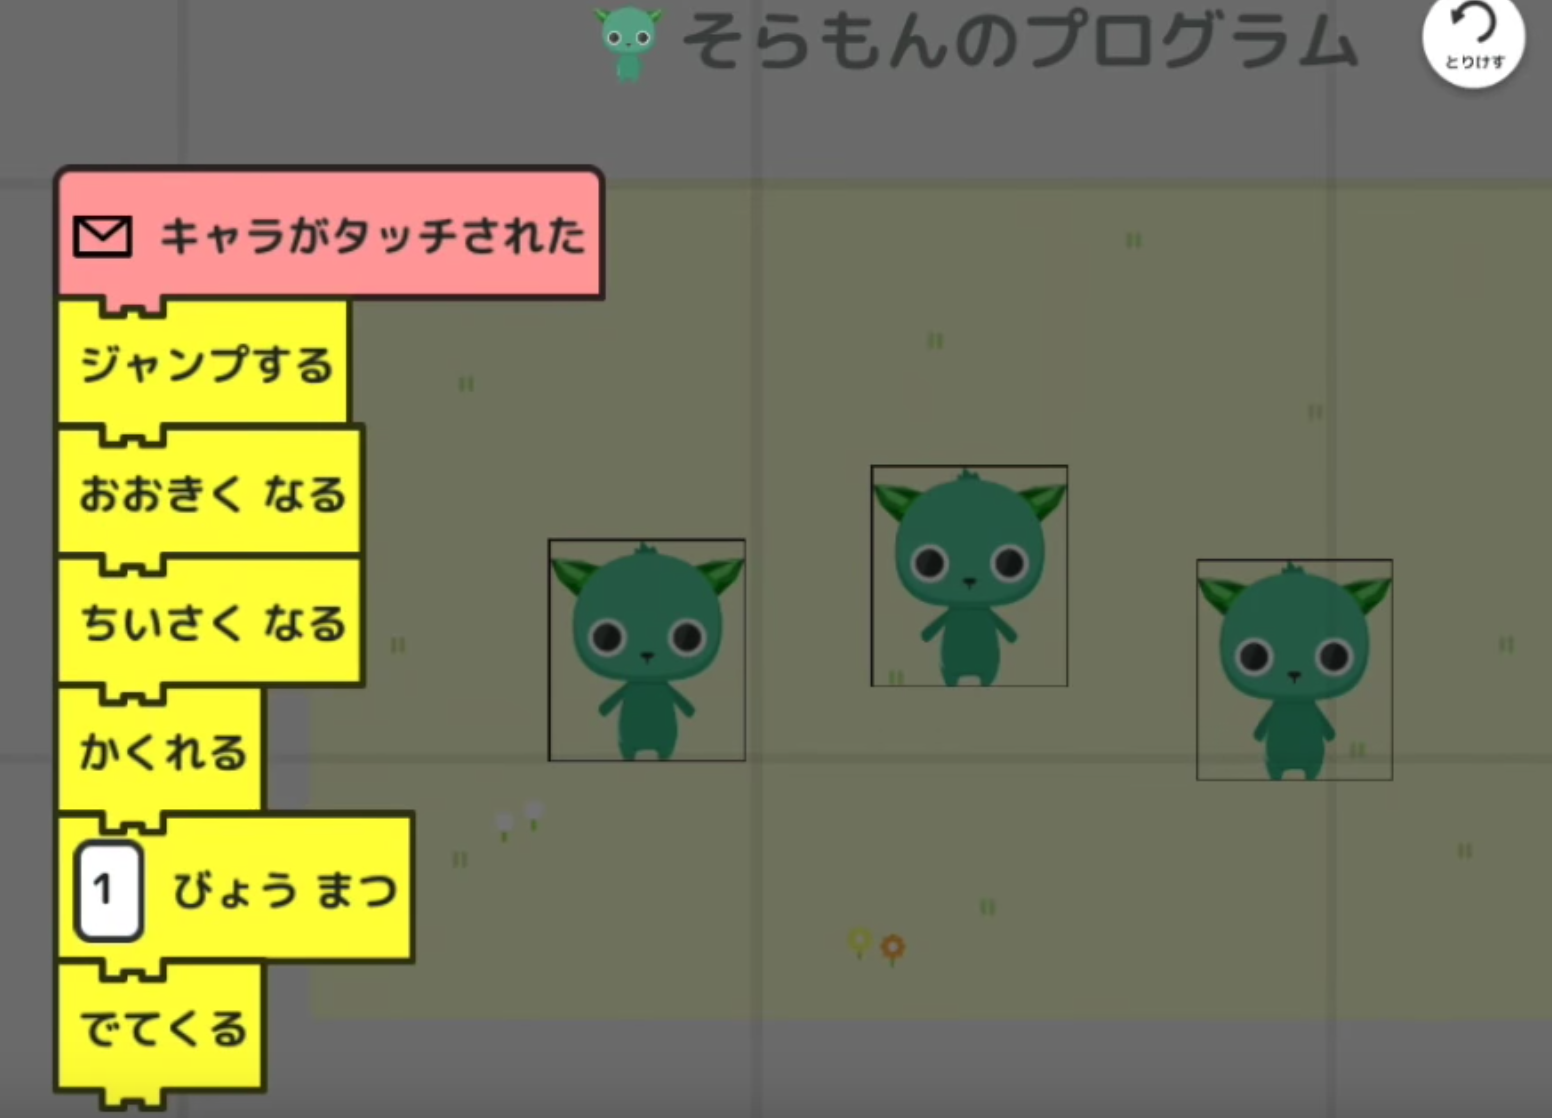 そらもんのプログラム
とりけす
キャラがタッチされた
ジャンプする
おおきく なる
ちいさく なる
かくれる
1 びょう まつ
でてくる